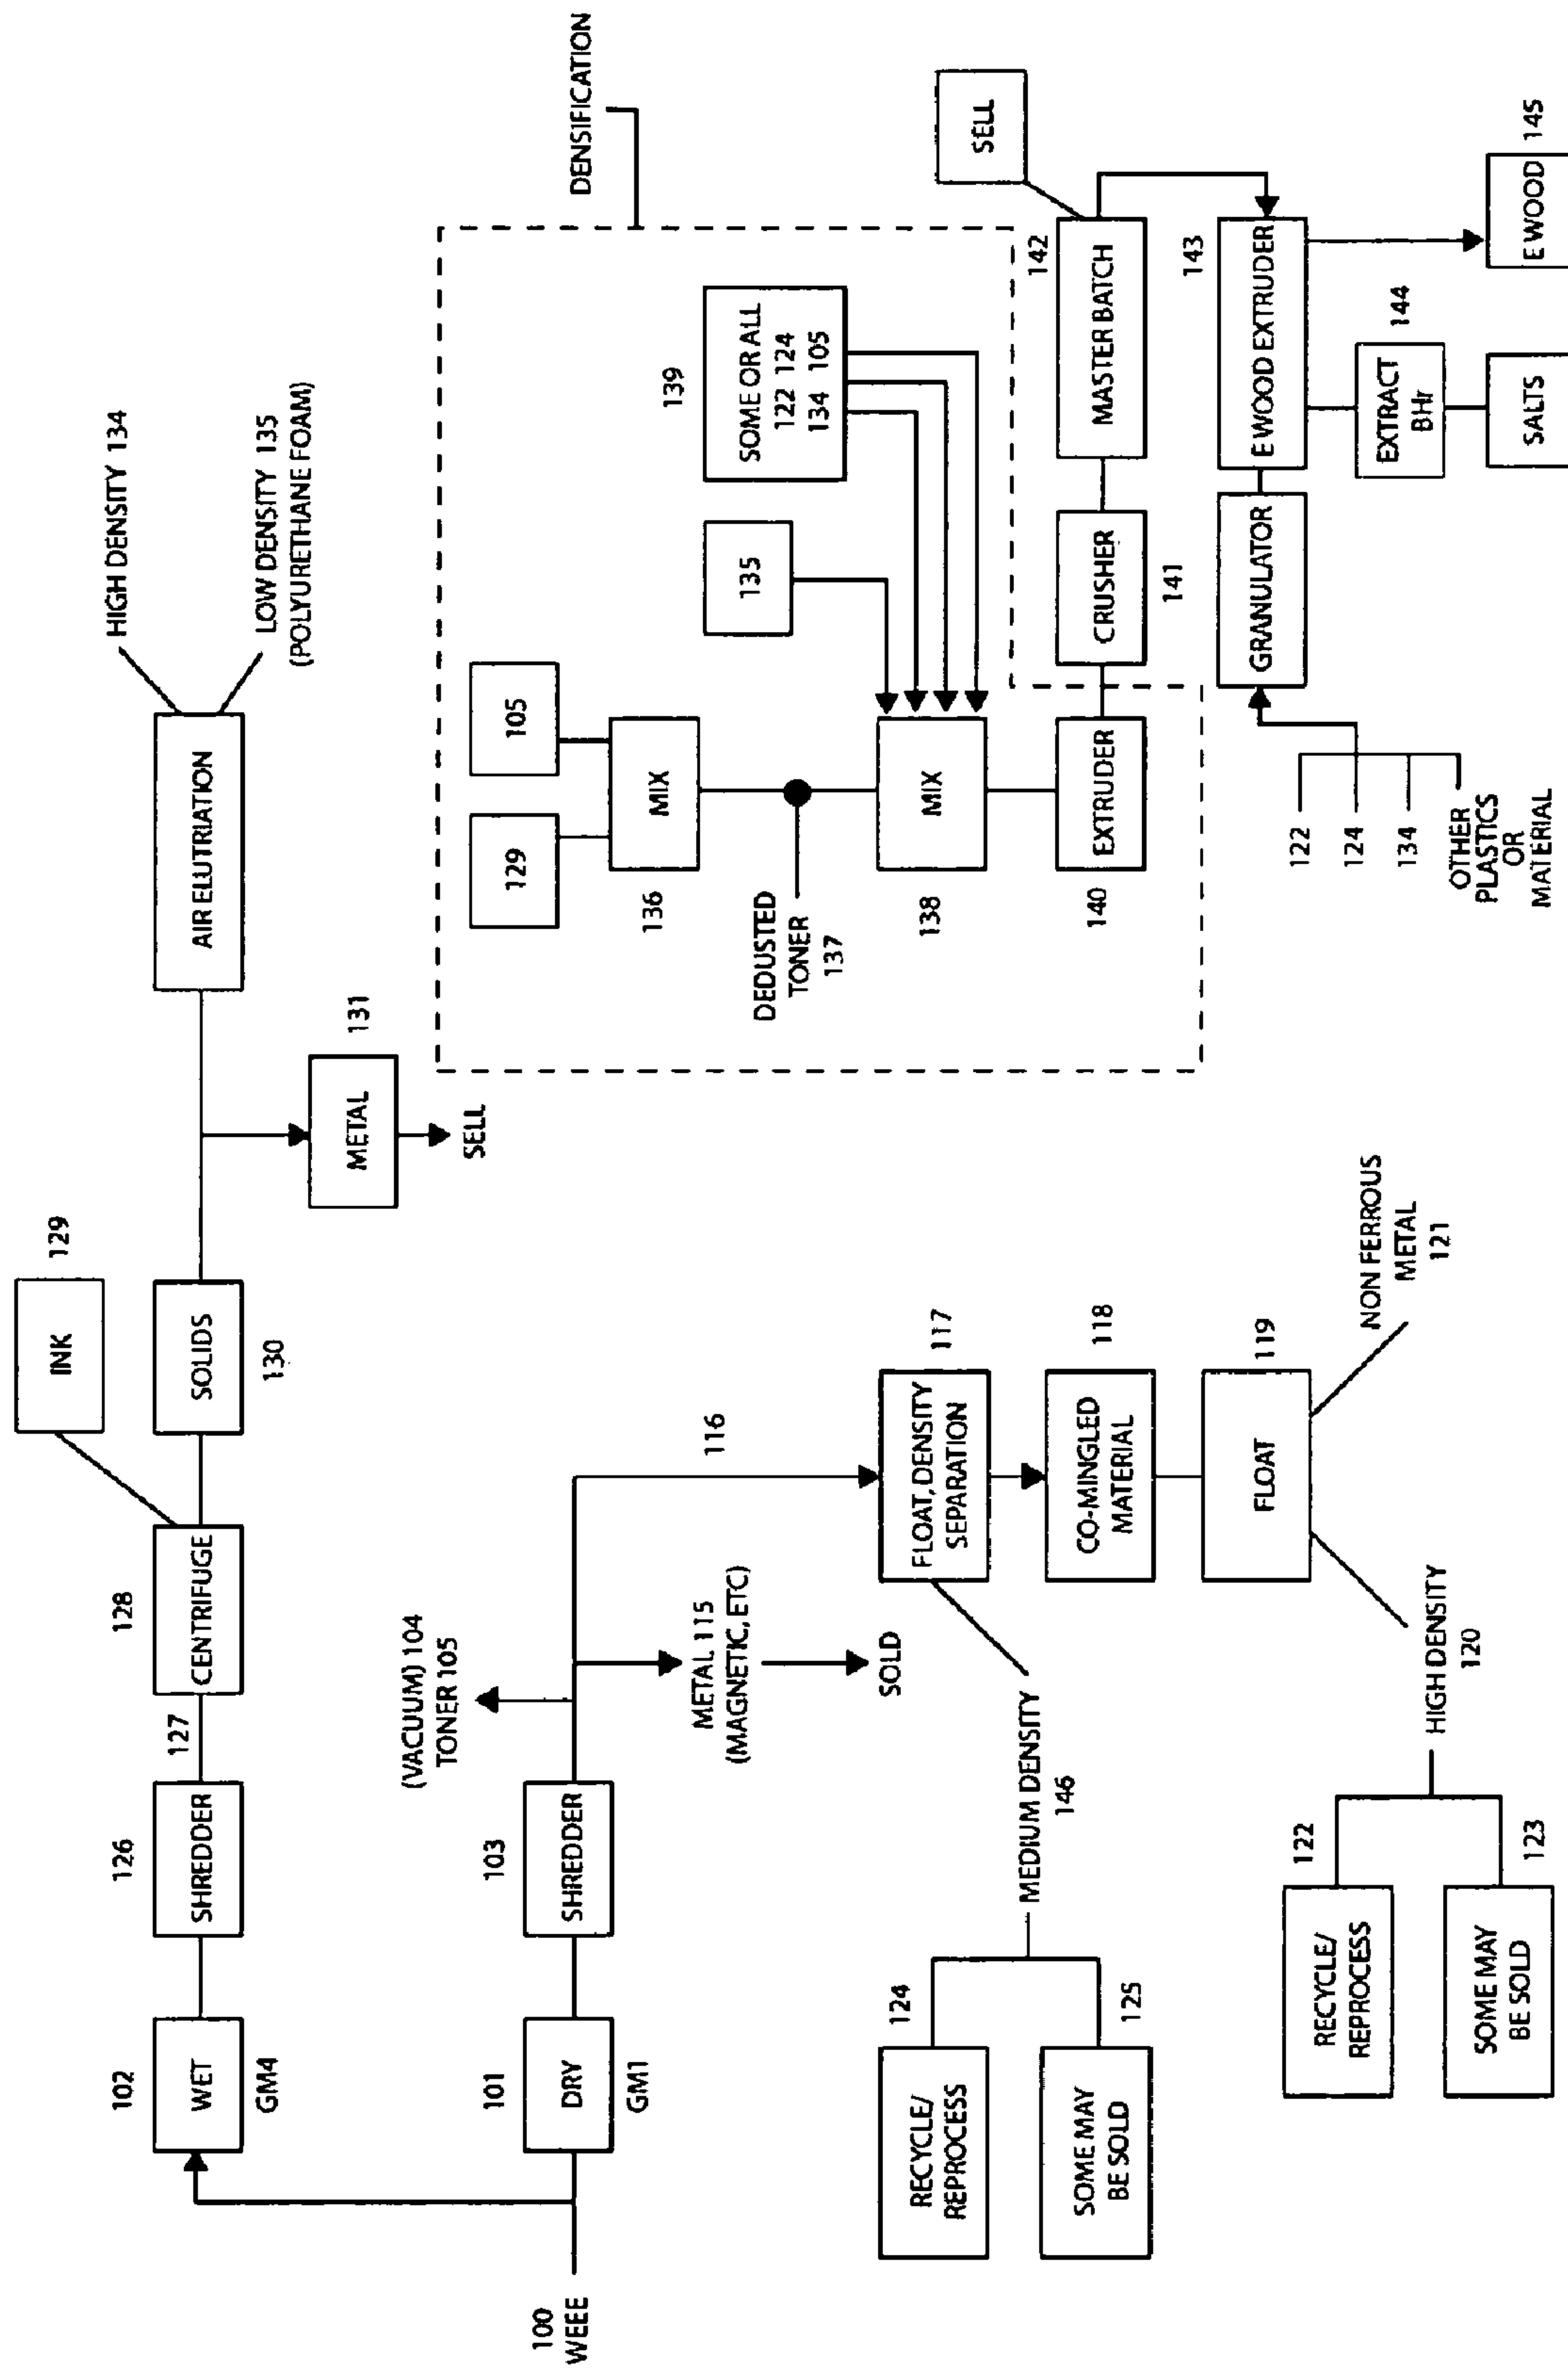 HIGH DENSITY 134
LOW DENSITY 135
(POLYURETHANE FOAM)
AIR ELUTRIATION
131
METAL
SELL
129
INK
SOLIDS
130
128
CENTRIFUGE
127
126
SHREDDER
102
WET
GM4
100
WEEE
101
DRY
GM1
103
SHREDDER
(VACUUM) 104
TONER 105
METAL 115
(MAGNETIC, ETC)
SOLD
116
117
FLOAT, DENSITY
SEPARATION
118
CO-MINGLED
MATERIAL
119
FLOAT
NON FERROUS
METAL
121
HIGH DENSITY
120
122
RECYCLE/
REPROCESS
123
SOME MAY
BE SOLD
MEDIUM DENSITY
146
124
RECYCLE/
REPROCESS
125
SOME MAY
BE SOLD
DENSIFICATION
129
105
MIX
136
DEDUSTED
TONER
137
135
139
SOME OR ALL
122 124
134 105
MIX
138
EXTRUDER
140
CRUSHER
141
142
MASTER BATCH
SELL
122
124
134
OTHER
PLASTICS
OR
MATERIAL
GRANULATOR
143
E WOOD EXTRUDER
144
EXTRACT
BHr
SALTS
E WOOD
145